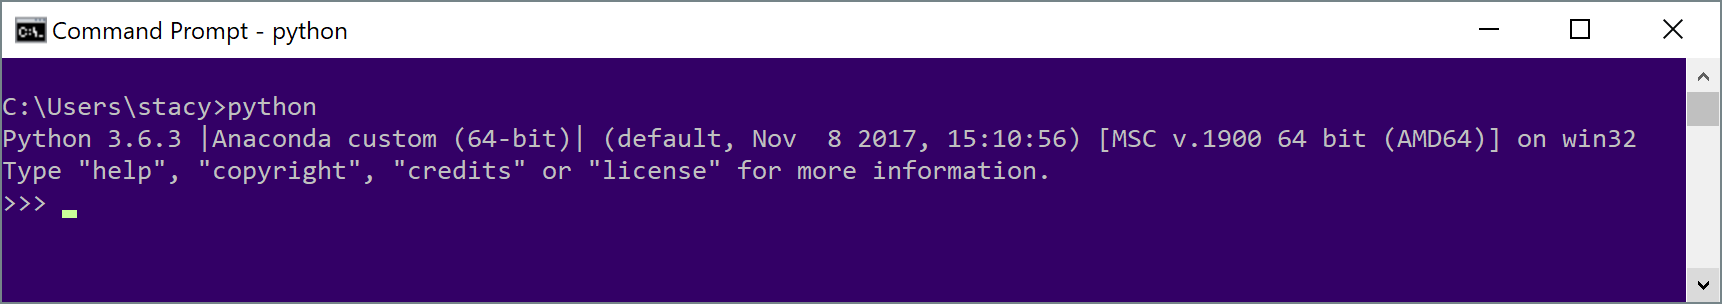 Command Prompt - python
C:\Users\stacy>python
Python 3.6.3 |Anaconda custom (64-bit)| (default, Nov  8 2017, 15:10:56) [MSC v.1900 64 bit (AMD64)] on win32
Type "help", "copyright", "credits" or "license" for more information.
>>>